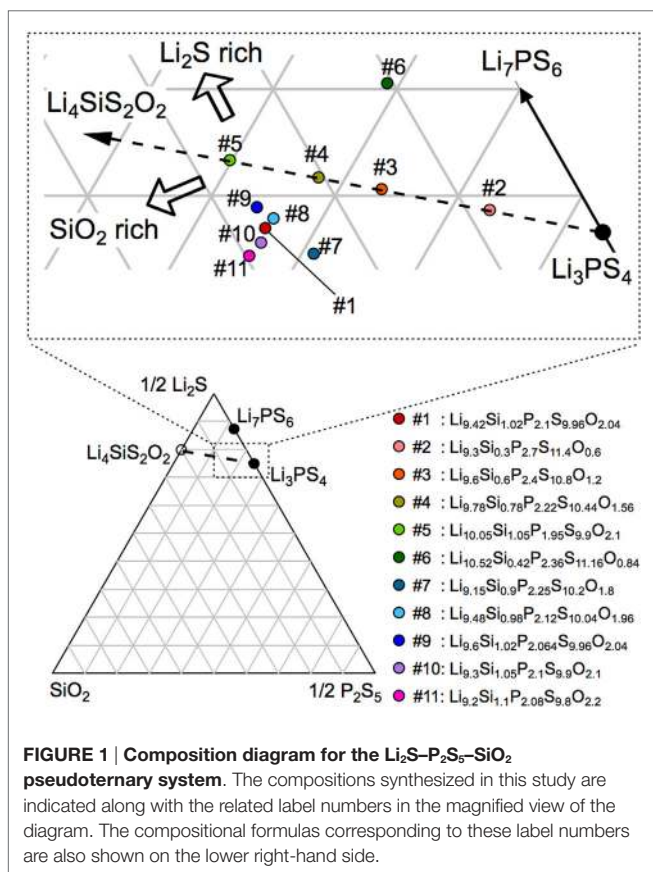 Li₂S rich
#6
Li₇PS₆
Li₄SiS₂O₂
#5
#4
#3
#2
#9
#8
SiO₂ rich
#10
#7
#11
Li₃PS₄
#1
1/2 Li₂S
Li₇PS₆
Li₄SiS₂O₂
Li₃PS₄
SiO₂
1/2 P₂S₅
#1 : Li₉.₄₂Si₁.₀₂P₂.₁S₉.₉₆O₂.₀₄
#2 : Li₉.₃Si₀.₃P₂.₇S₁₁.₄O₀.₆
#3 : Li₉.₆Si₀.₆P₂.₄S₁₀.₈O₁.₂
#4 : Li₉.₇₈Si₀.₇₈P₂.₂₂S₁₀.₄₄O₁.₅₆
#5 : Li₁₀.₀₅Si₁.₀₅P₁.₉₅S₉.₉O₂.₁
#6 : Li₁₀.₅₂Si₀.₄₂P₂.₃₆S₁₁.₁₆O₀.₈₄
#7 : Li₉.₁₅Si₀.₉P₂.₂₅S₁₀.₂O₁.₈
#8 : Li₉.₄₈Si₀.₉₈P₂.₁₂S₁₀.₀₄O₁.₉₆
#9 : Li₉.₆Si₁.₀₂P₂.₀₆₄S₉.₉₆O₂.₀₄
#10: Li₉.₃Si₁.₀₅P₂.₁S₉.₉O₂.₁
#11: Li₉.₂Si₁.₁P₂.₀₈S₉.₈O₂.₂
FIGURE 1 | Composition diagram for the Li₂S–P₂S₅–SiO₂
pseudoternary system. The compositions synthesized in this study are
indicated along with the related label numbers in the magnified view of the
diagram. The compositional formulas corresponding to these label numbers
are also shown on the lower right-hand side.